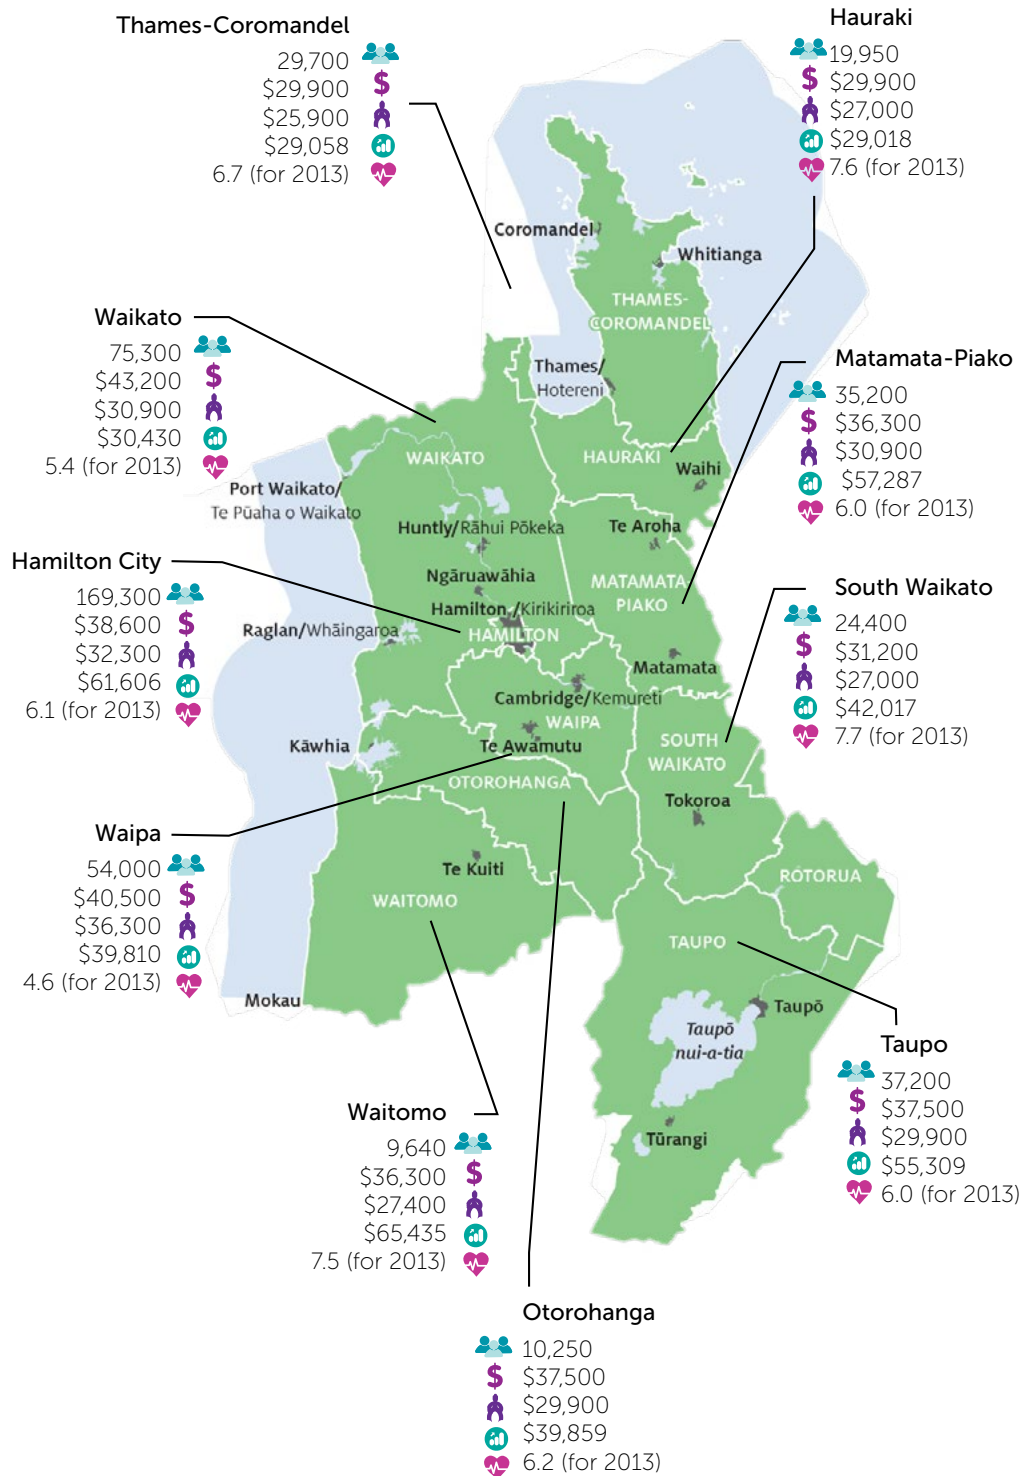 Thames-Coromandel
29,700
$29,900
$25,900
$29,058
6.7 (for 2013)
Hauraki
19,950
$29,900
$27,000
$29,018
7.6 (for 2013)
Coromandel
Whitianga
THAMES-
COROMANDEL
Waikato
75,300
$43,200
$30,900
$30,430
5.4 (for 2013)
Thames/
Hotereni
Matamata-Piako
35,200
$36,300
$30,900
$57,287
6.0 (for 2013)
WAIKATO
HAURAKI
Waihi
Port Waikato/
Te Pūaha o Waikato
Huntly/Rāhui Pōkeka
Te Aroha
Ngāruawāhia
MATAMATA
PIAKO
Hamilton City
169,300
$38,600
$32,300
$61,606
6.1 (for 2013)
Hamilton /Kirikiriroa
HAMILTON
Raglan/Whāingaroa
Matamata
South Waikato
24,400
$31,200
$27,000
$42,017
7.7 (for 2013)
Cambridge/Kemureti
WAIPA
Kāwhia
Te Awamutu
SOUTH
WAIKATO
OTOROHANGA
Tokoroa
Waipa
54,000
$40,500
$36,300
$39,810
4.6 (for 2013)
Te Kuiti
WAITOMO
RŌTORUA
TAUPO
Mokau
Taupō
Taupō
nui-a-tia
Tūrangi
Taupo
37,200
$37,500
$29,900
$55,309
6.0 (for 2013)
Waitomo
9,640
$36,300
$27,400
$65,435
7.5 (for 2013)
Otorohanga
10,250
$37,500
$29,900
$39,859
6.2 (for 2013)